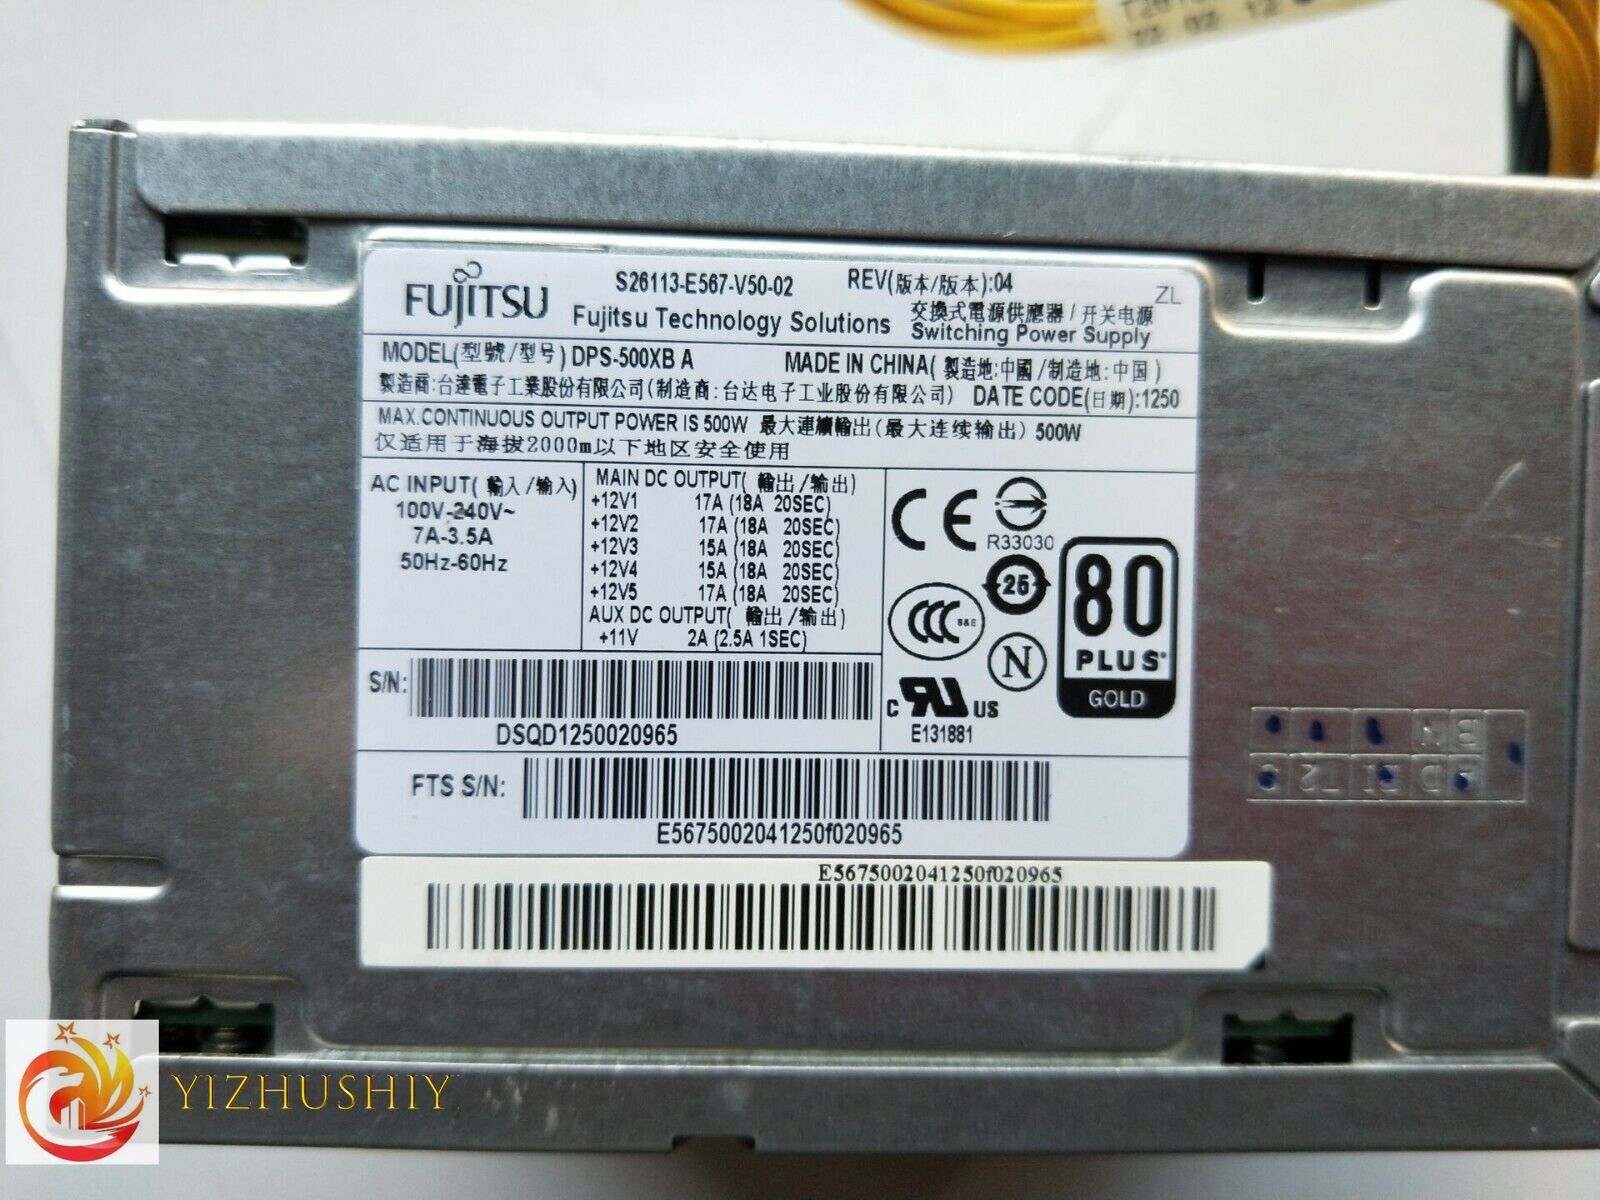 FUJITSU
S26113-E567-V50-02
REV(版本/版本):04
ZL
Fujitsu Technology Solutions
交換式電源供應器/开关电源
Switching Power Supply
MODEL(型號/型号) DPS-500XB A
MADE IN CHINA( 製造地:中國/制造地:中国)
製造商:台達電子工業股份有限公司(制造商:台达电子工业股份有限公司)
DATE CODE(日期):1250
MAX.CONTINUOUS OUTPUT POWER IS 500W 最大連續輸出(最大连续输出) 500W
仅适用于海拔2000m以下地区安全使用
AC INPUT( 輸入/输入)
100V-240V~
7A-3.5A
50Hz-60Hz
MAIN DC OUTPUT( 輸出/输出)
+12V1 17A (18A 20SEC)
+12V2 17A (18A 20SEC)
+12V3 15A (18A 20SEC)
+12V4 15A (18A 20SEC)
+12V5 17A (18A 20SEC)
AUX DC OUTPUT( 輸出/输出)
+11V 2A (2.5A 1SEC)
CE
R33030
25
CCC S&E
N
80
PLUS
GOLD
C RU US
E131881
S/N:
DSQD1250020965
FTS S/N:
E5675002041250f020965
E5675002041250f020965
YIZHUSHIY